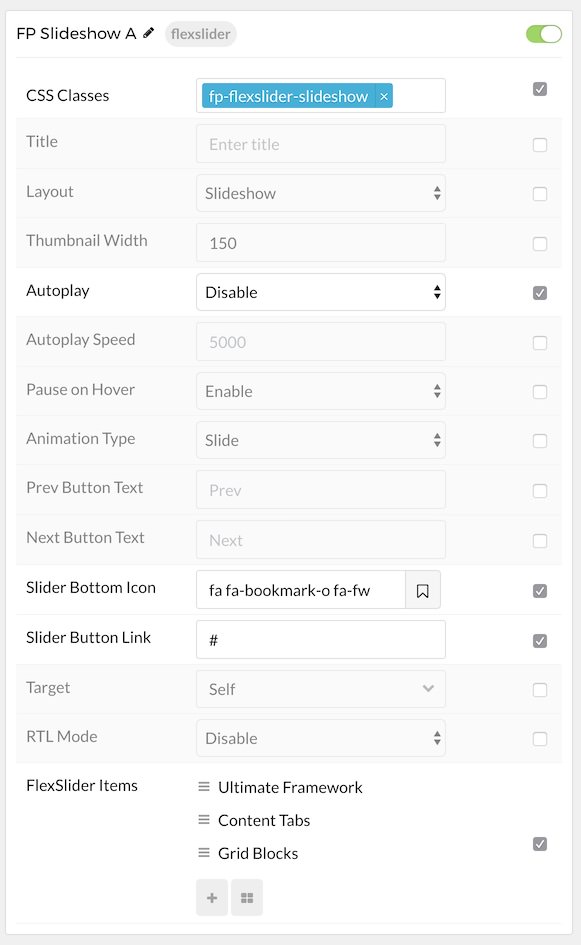 FP Slideshow A flexslider
CSS Classes fp-flexslider-slideshow ×
Title Enter title
Layout Slideshow
Thumbnail Width 150
Autoplay Disable
Autoplay Speed 5000
Pause on Hover Enable
Animation Type Slide
Prev Button Text Prev
Next Button Text Next
Slider Bottom Icon fa fa-bookmark-o fa-fw
Slider Button Link #
Target Self
RTL Mode Disable
FlexSlider Items Ultimate Framework
Content Tabs
Grid Blocks